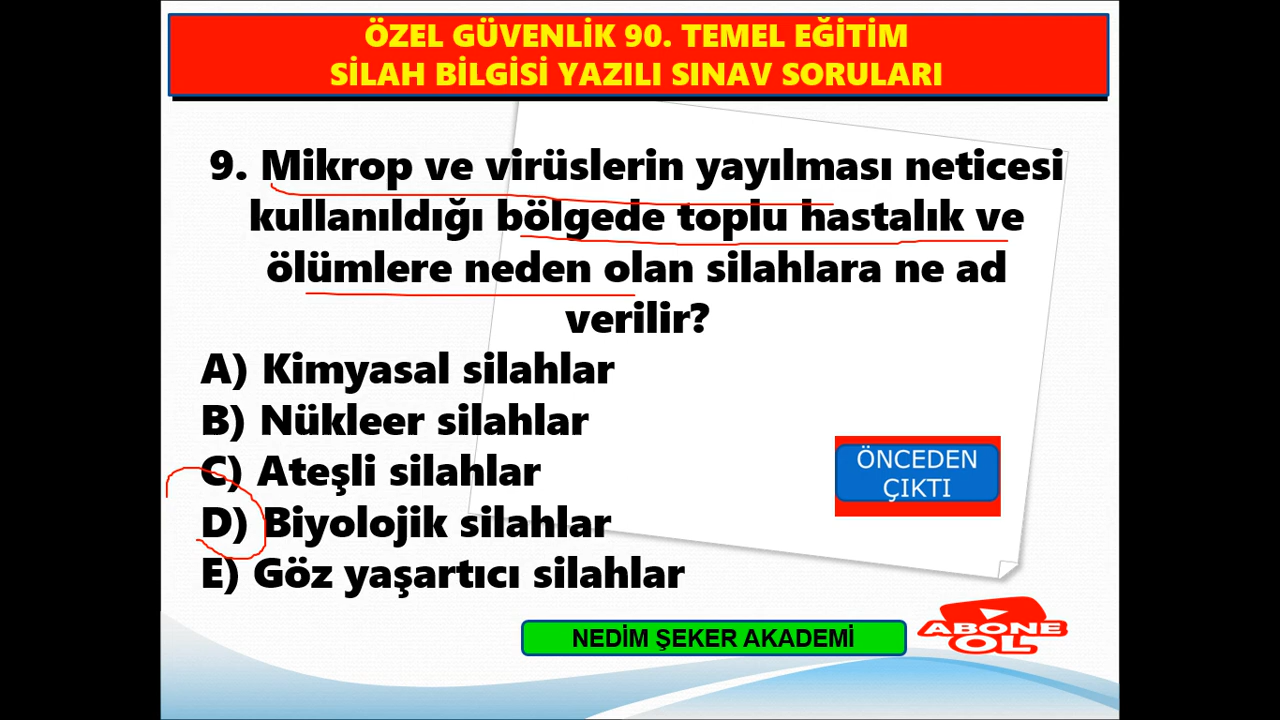 ÖZEL GÜVENLİK 90. TEMEL EĞİTİM
SİLAH BİLGİSİ YAZILI SINAV SORULARI
9. Mikrop ve virüslerin yayılması neticesi
kullanıldığı bölgede toplu hastalık ve
ölümlere neden olan silahlara ne ad
verilir?
A) Kimyasal silahlar
B) Nükleer silahlar
C) Ateşli silahlar
D) Biyolojik silahlar
E) Göz yaşartıcı silahlar
ÖNCEDEN
ÇIKTI
NEDİM ŞEKER AKADEMİ
ABONE
OL